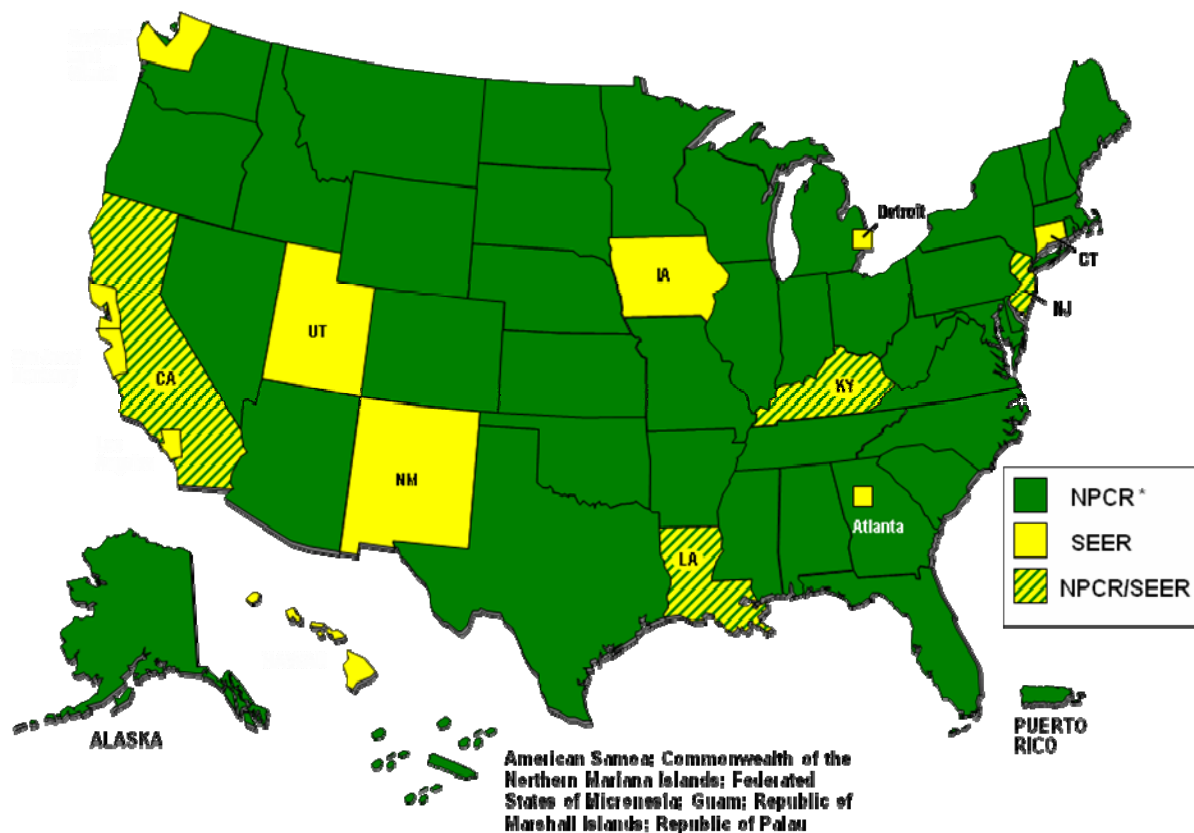 Detroit
CT
NJ
IA
UT
CA
KY
NM
LA
Atlanta
NPCR*
SEER
NPCR/SEER
ALASKA
PUERTO
RICO
American Samoa; Commonwealth of the
Northern Mariana Islands; Federated
States of Micronesia; Guam; Republic of
Marshall Islands; Republic of Palau